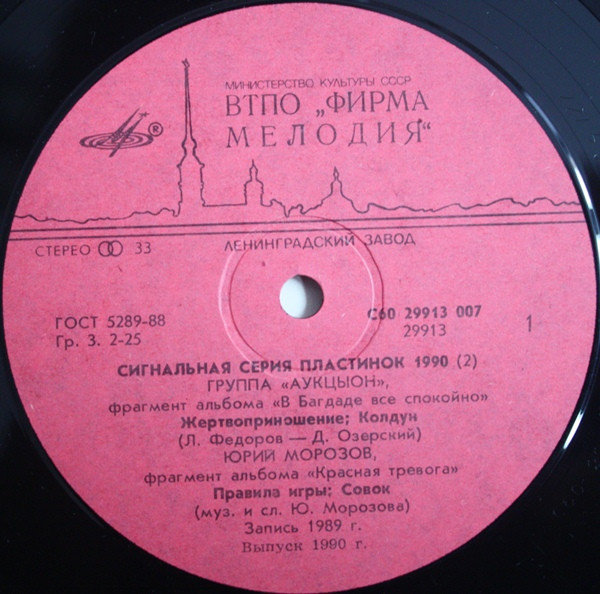 МИНИСТЕРСТВО КУЛЬТУРЫ СССР
ВТПО „ФИРМА
МЕЛОДИЯ“
®
СТЕРЕО 33
ЛЕНИНГРАДСКИЙ ЗАВОД
ГОСТ 5289-88
Гр. 3. 2-25
С60 29913 007
29913
1
СИГНАЛЬНАЯ СЕРИЯ ПЛАСТИНОК 1990 (2)
ГРУППА «АУКЦЫОН»,
фрагмент альбома «В Багдаде все спокойно»
Жертвоприношение; Колдун
(Л. Федоров — Д. Озерский)
ЮРИЙ МОРОЗОВ,
фрагмент альбома «Красная тревога»
Правила игры; Совок
(муз. и сл. Ю. Морозова)
Запись 1989 г.
Выпуск 1990 г.